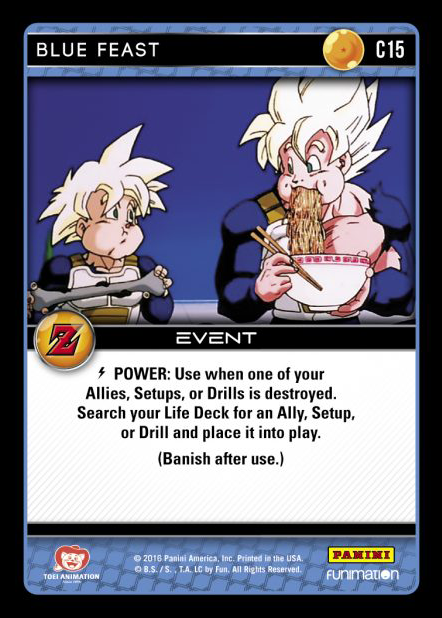 BLUE FEAST C15
Z
EVENT
POWER: Use when one of your
Allies, Setups, or Drills is destroyed.
Search your Life Deck for an Ally, Setup,
or Drill and place it into play.
(Banish after use.)
© 2016 Panini America, Inc. Printed in the USA.
© B.S. / S. , T.A. LC by Fun. All Rights Reserved.
TOEI ANIMATION
PANINI
FUNIMATION